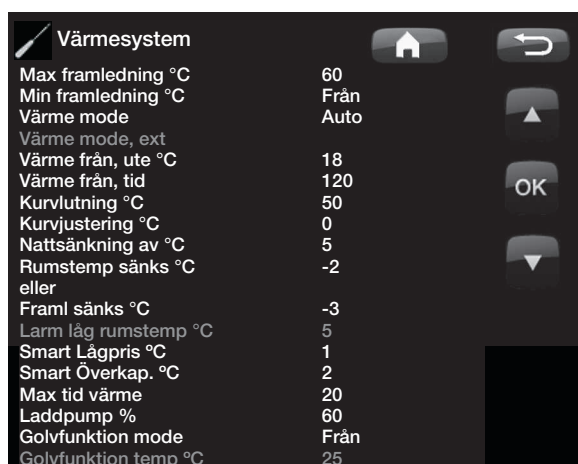 Värmesystem
Max framledning °C 60
Min framledning °C Från
Värme mode Auto
Värme mode, ext
Värme från, ute °C 18
Värme från, tid 120
OK
Kurvlutning °C 50
Kurvjustering °C 0
Nattsänkning av °C 5
Rumstemp sänks °C -2
eller
Framl sänks °C -3
Larm låg rumstemp °C 5
Smart Lågpris ºC 1
Smart Överkap. ºC 2
Max tid värme 20
Laddpump % 60
Golvfunktion mode Från
Golvfunktion temp ºC 25